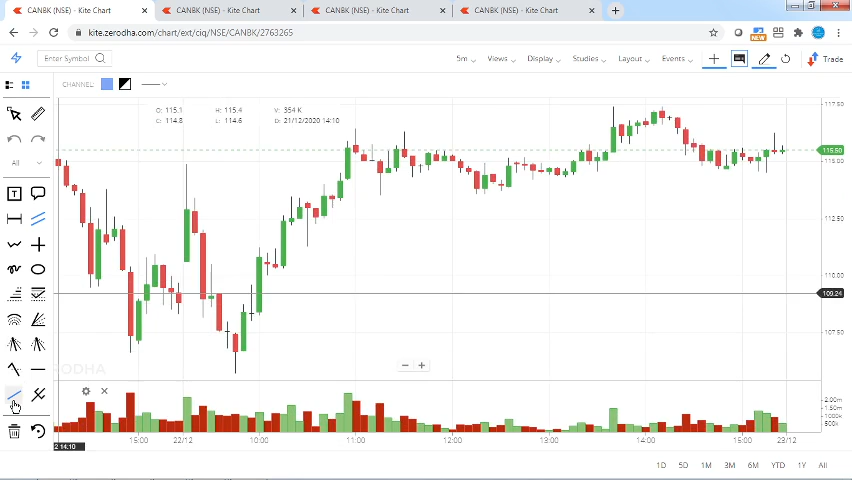 CANBK (NSE) - Kite Chart
CANBK (NSE) - Kite Chart
CANBK (NSE) - Kite Chart
CANBK (NSE) - Kite Chart
kite.zerodha.com/chart/ext/ciq/NSE/CANBK/2763265
NEW
Enter Symbol
5m
Views
Display
Studies
Layout
Events
Trade
CHANNEL:
O: 115.1 H: 115.4 V: 354 K
C: 114.8 L: 114.6 D: 21/12/2020 14:10
All
T
117.50
115.50
115.00
112.50
110.00
109.24
107.50
2.00m
1.50m
1000k
500k
15:00 22/12 10:00 11:00 12:00 13:00 14:00 15:00 23/12
2 14:10
1D 5D 1M 3M 6M YTD 1Y All